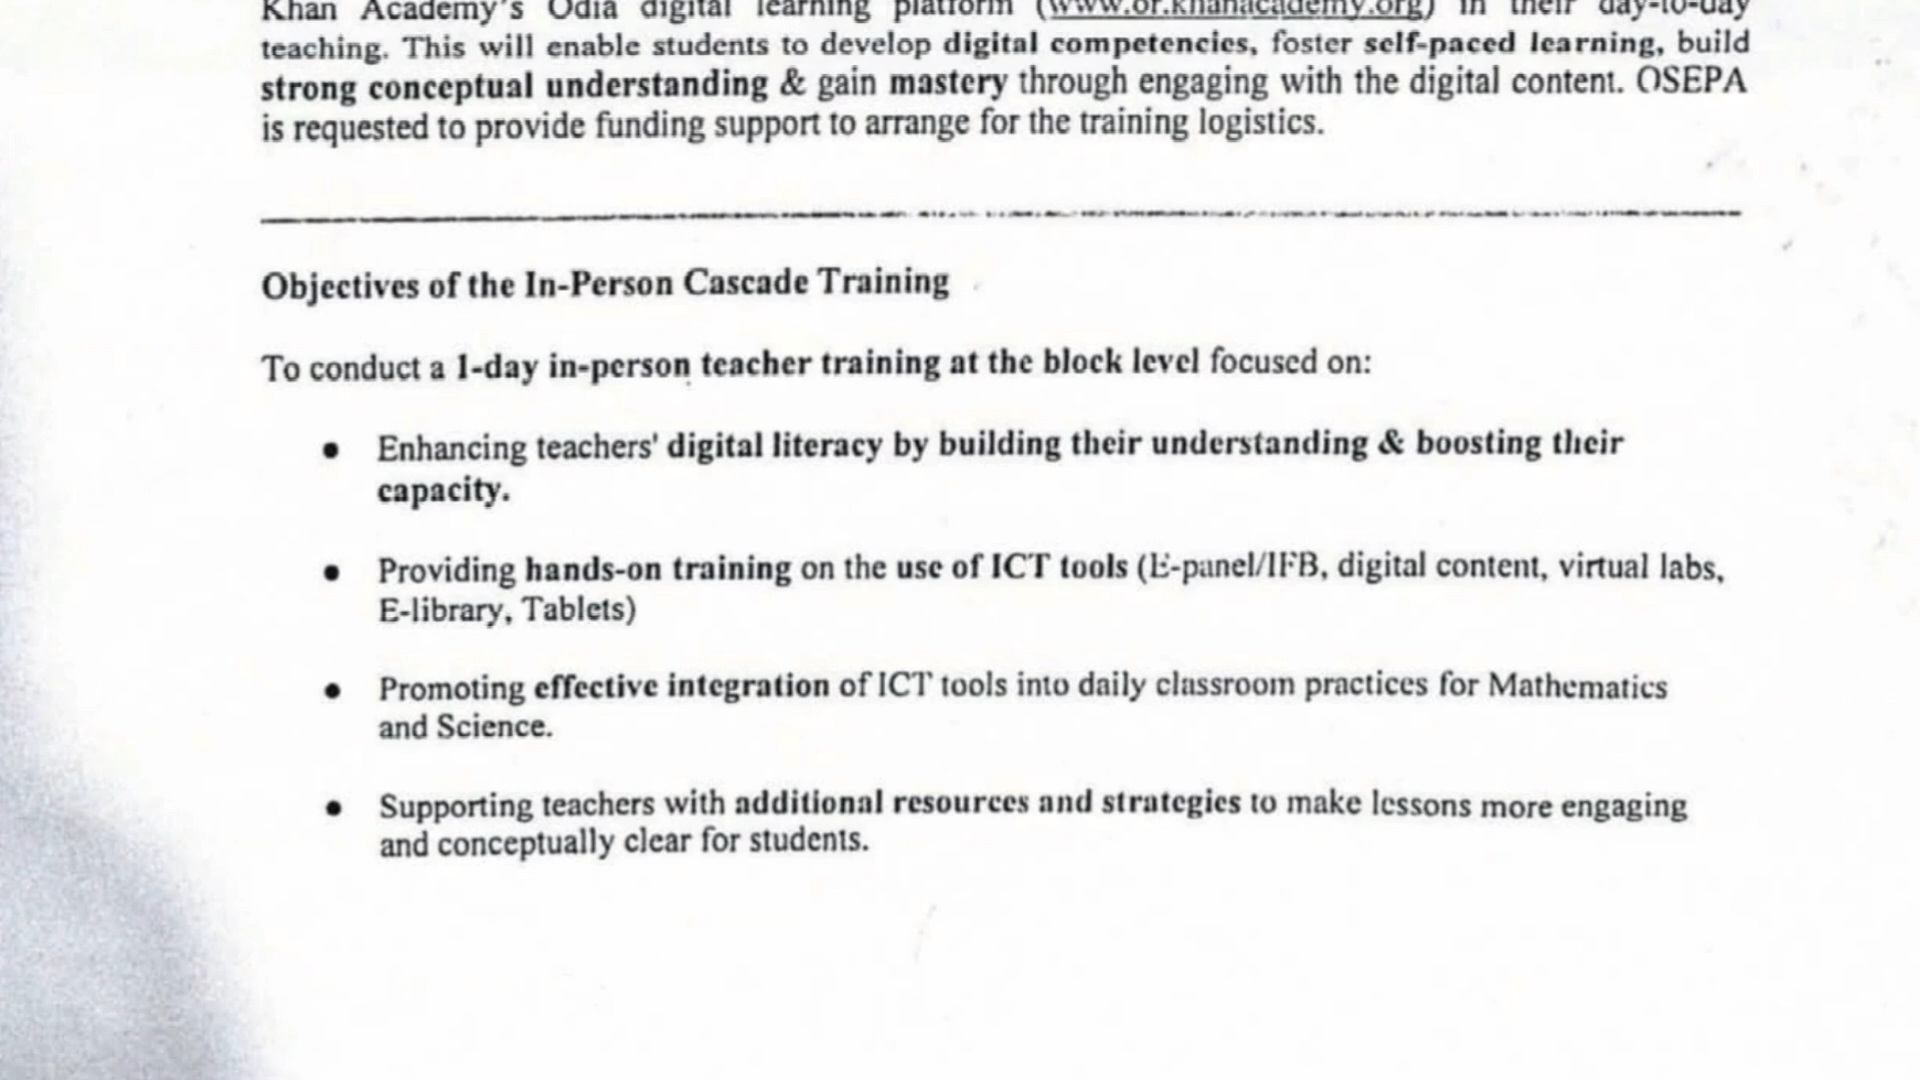 Khan Academy's Odia digital learning platform (www.or.khanacademy.org) in their day-to-day
teaching. This will enable students to develop digital competencies, foster self-paced learning, build
strong conceptual understanding & gain mastery through engaging with the digital content. OSEPA
is requested to provide funding support to arrange for the training logistics.
Objectives of the In-Person Cascade Training
To conduct a 1-day in-person teacher training at the block level focused on:
● Enhancing teachers' digital literacy by building their understanding & boosting their
capacity.
● Providing hands-on training on the use of ICT tools (E-panel/IFB, digital content, virtual labs,
E-library, Tablets)
● Promoting effective integration of ICT tools into daily classroom practices for Mathematics
and Science.
● Supporting teachers with additional resources and strategies to make lessons more engaging
and conceptually clear for students.